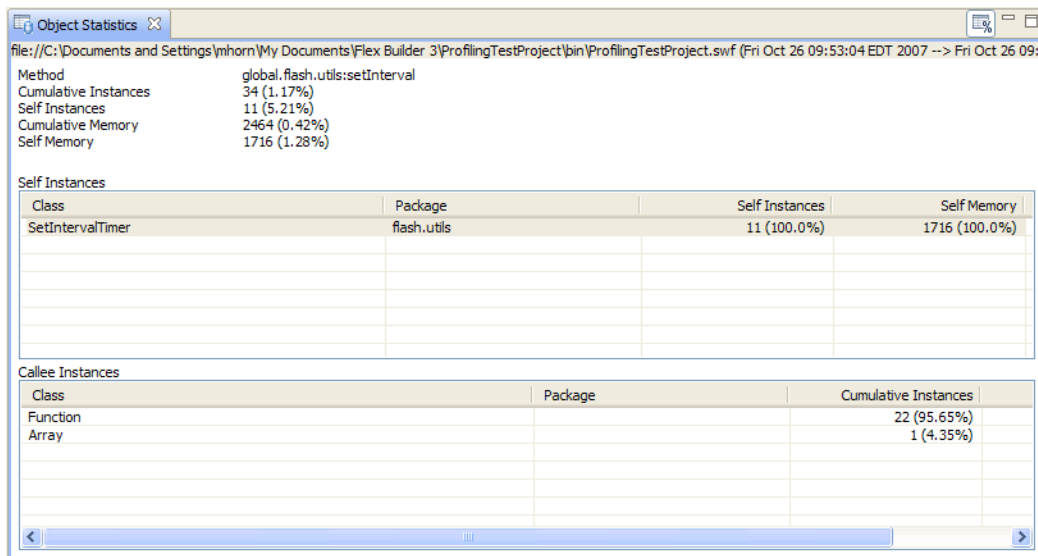 Object Statistics
file://C:\Documents and Settings\mhorn\My Documents\Flex Builder 3\ProfilingTestProject\bin\ProfilingTestProject.swf (Fri Oct 26 09:53:04 EDT 2007 --> Fri Oct 26 09:
Method global.flash.utils:setInterval
Cumulative Instances 34 (1.17%)
Self Instances 11 (5.21%)
Cumulative Memory 2464 (0.42%)
Self Memory 1716 (1.28%)
Self Instances
Class Package Self Instances Self Memory
SetIntervalTimer flash.utils 11 (100.0%) 1716 (100.0%)
Callee Instances
Class Package Cumulative Instances
Function 22 (95.65%)
Array 1 (4.35%)